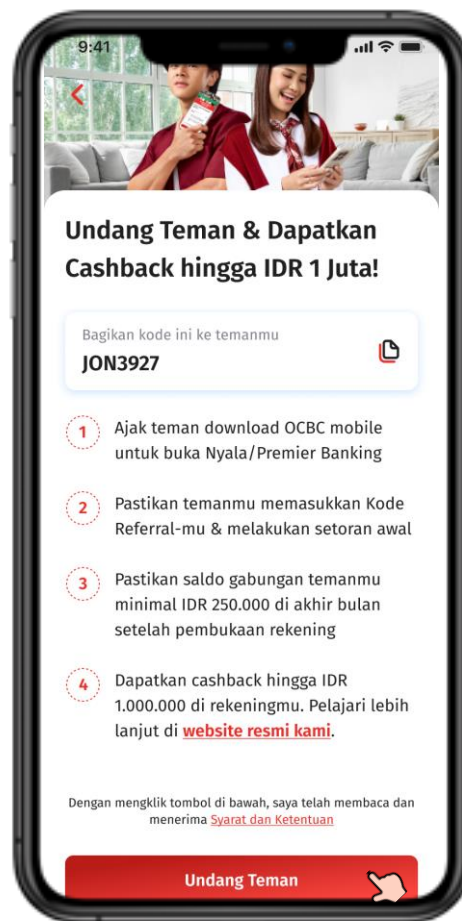 9:41
Undang Teman & Dapatkan
Cashback hingga IDR 1 Juta!
Bagikan kode ini ke temanmu
JON3927
1 Ajak teman download OCBC mobile
untuk buka Nyala/Premier Banking
2 Pastikan temanmu memasukkan Kode
Referral-mu & melakukan setoran awal
3 Pastikan saldo gabungan temanmu
minimal IDR 250.000 di akhir bulan
setelah pembukaan rekening
4 Dapatkan cashback hingga IDR
1.000.000 di rekeningmu. Pelajari lebih
lanjut di website resmi kami.
Dengan mengklik tombol di bawah, saya telah membaca dan
menerima Syarat dan Ketentuan
Undang Teman